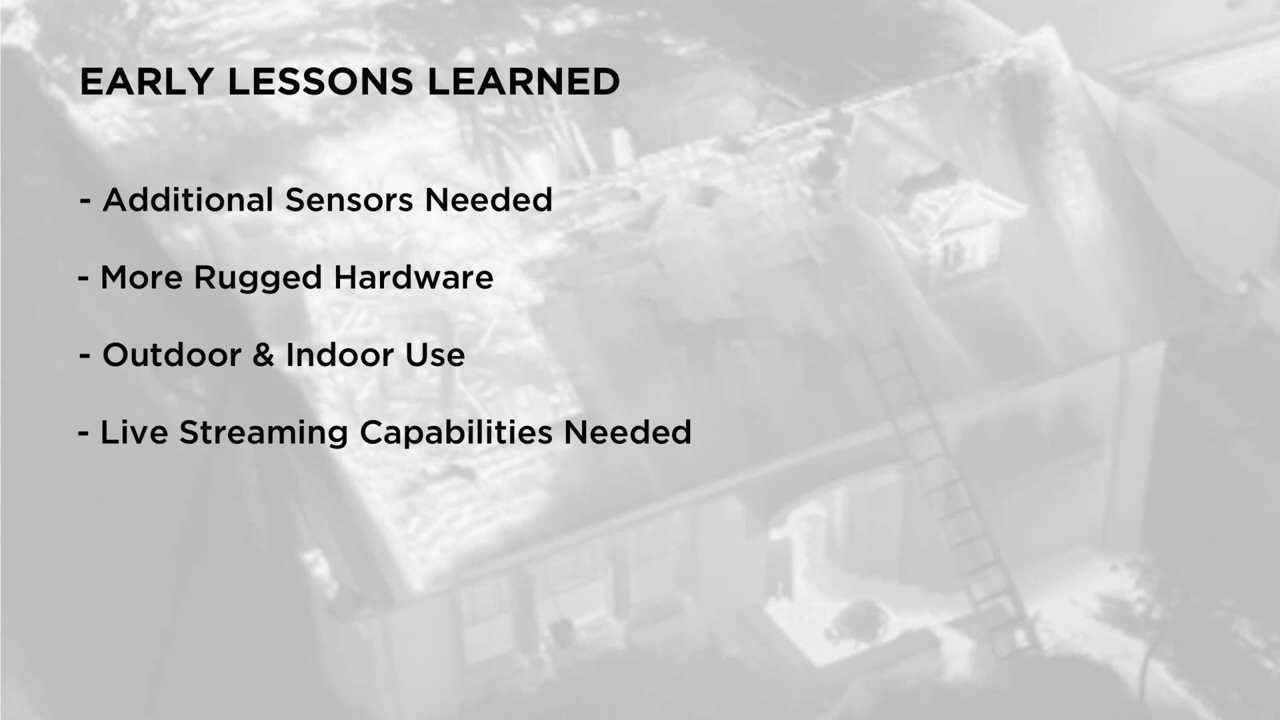 EARLY LESSONS LEARNED
- Additional Sensors Needed
- More Rugged Hardware
- Outdoor & Indoor Use
- Live Streaming Capabilities Needed